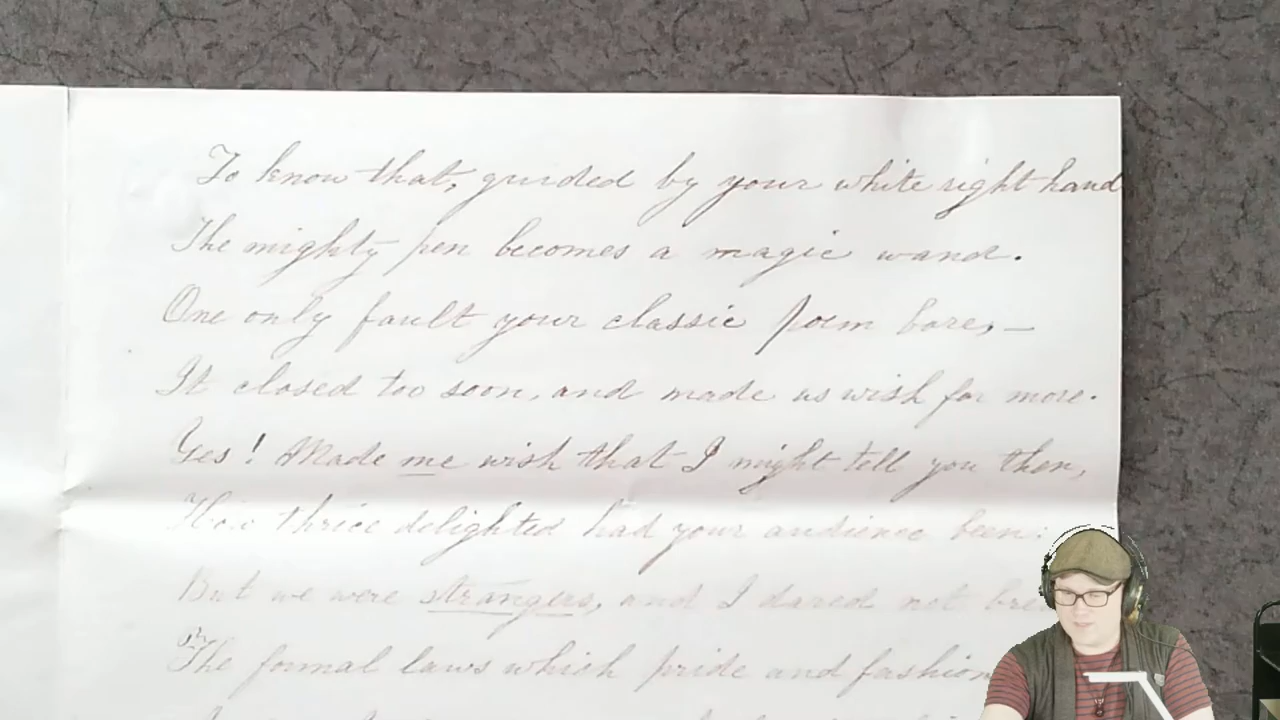 To know that, guided by your white right hand
The mighty pen becomes a magic wand.
One only fault your classic poem bore, —
It closed too soon, and made us wish for more.
Yes! Made me wish that I might tell you then,
How thrice delighted had your audience been:
But we were strangers, and I dared not
The formal laws which pride and fashion